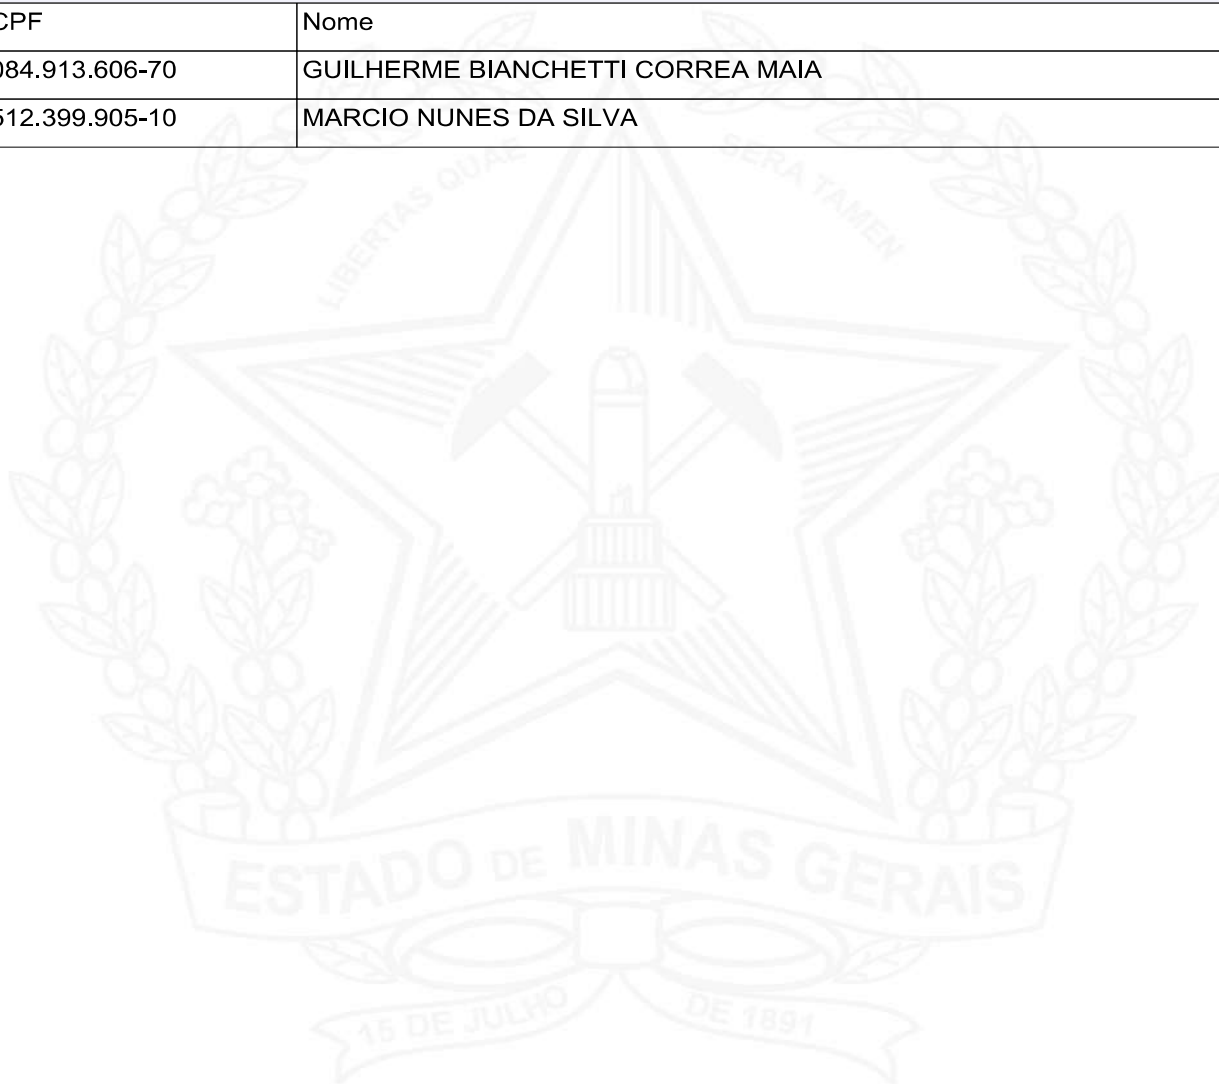 CPF Nome
084.913.606-70 GUILHERME BIANCHETTI CORREA MAIA
512.399.905-10 MARCIO NUNES DA SILVA
LIBERTAS QUAE SERA TAMEN
ESTADO DE MINAS GERAIS
15 DE JULHO DE 1891